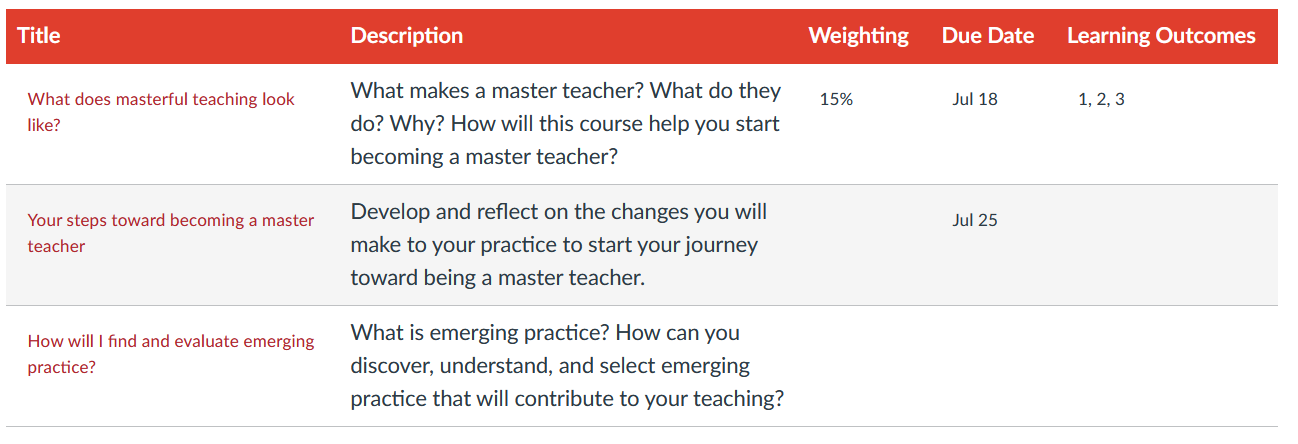 Title Description Weighting Due Date Learning Outcomes
What does masterful teaching look
like?
What makes a master teacher? What do they
do? Why? How will this course help you start
becoming a master teacher?
15%
Jul 18
1, 2, 3
Your steps toward becoming a master
teacher
Develop and reflect on the changes you will
make to your practice to start your journey
toward being a master teacher.
Jul 25
How will I find and evaluate emerging
practice?
What is emerging practice? How can you
discover, understand, and select emerging
practice that will contribute to your teaching?